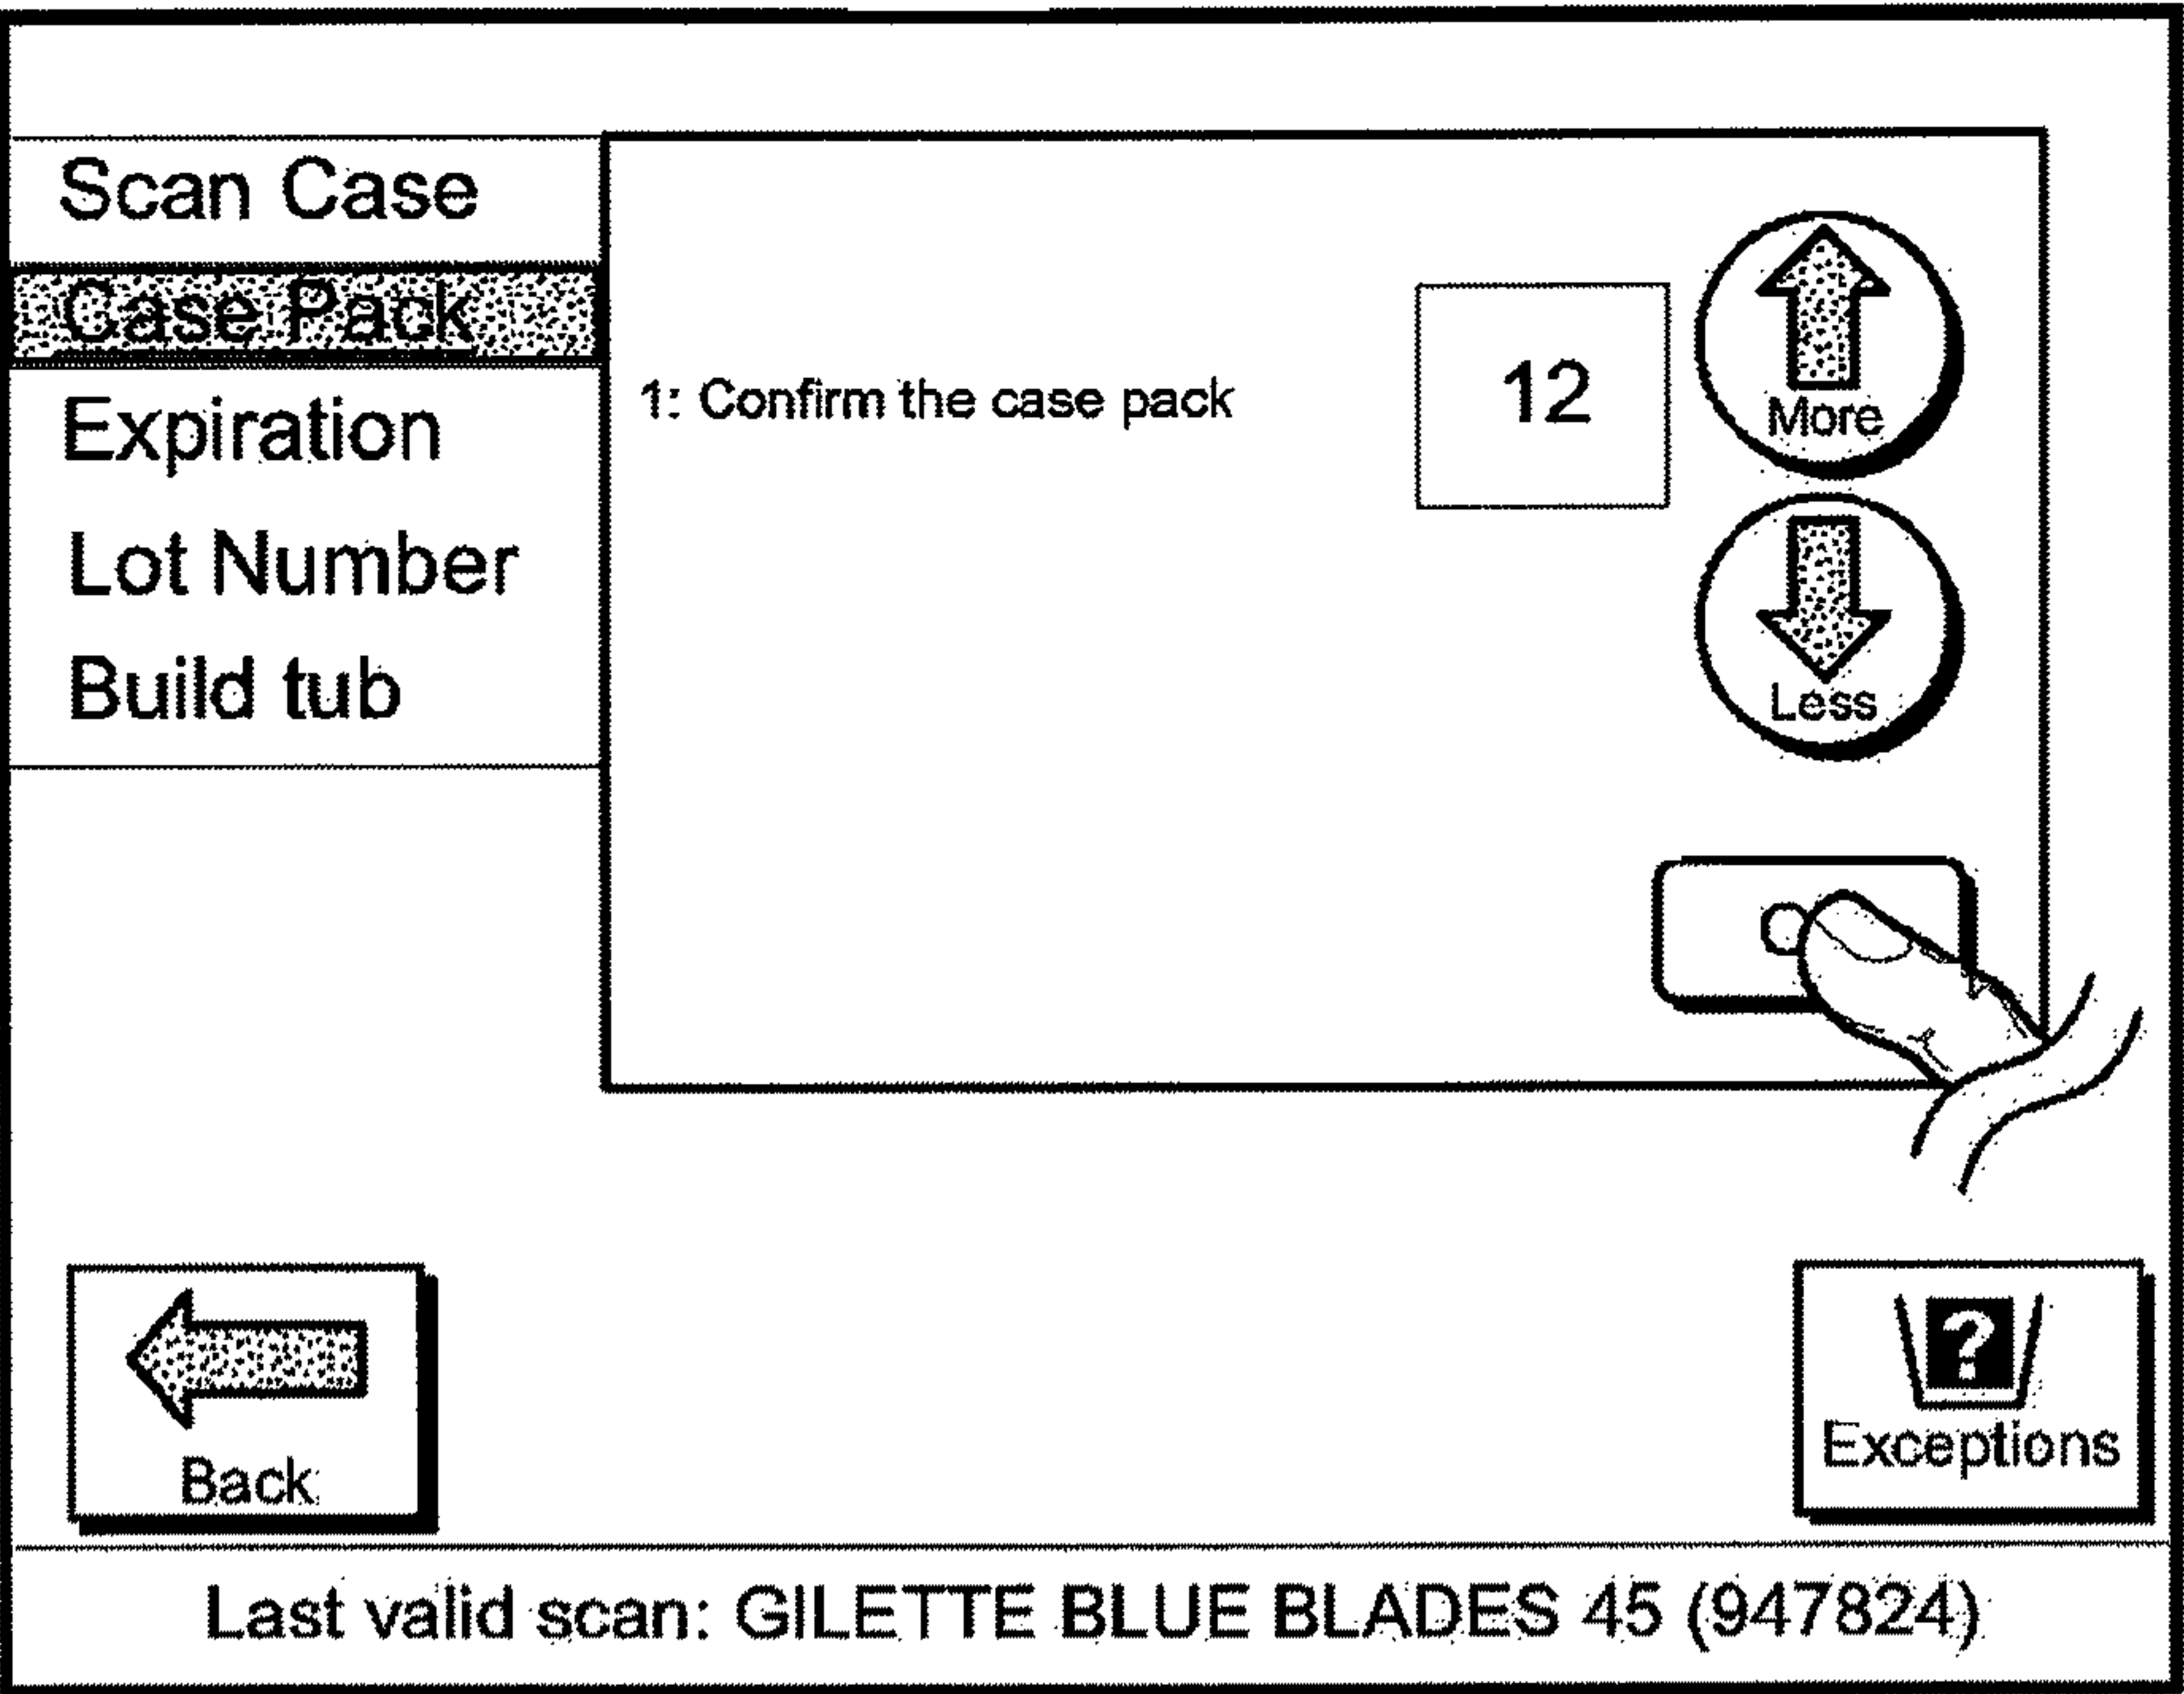 Scan Case
Case Pack
Expiration
Lot Number
Build tub
1: Confirm the case pack
12
More
Less
Back
?
Exceptions
Last valid scan: GILETTE BLUE BLADES 45 (947824)